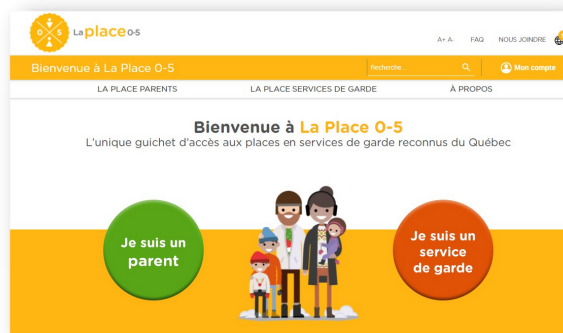 0 5
La place 0-5
A+ A-
FAQ
NOUS JOINDRE
Bienvenue à La Place 0-5
Recherche...
Mon compte
LA PLACE PARENTS
LA PLACE SERVICES DE GARDE
À PROPOS
Bienvenue à La Place 0-5
L'unique guichet d'accès aux places en services de garde reconnus du Québec
Je suis un
parent
Je suis un
service
de garde